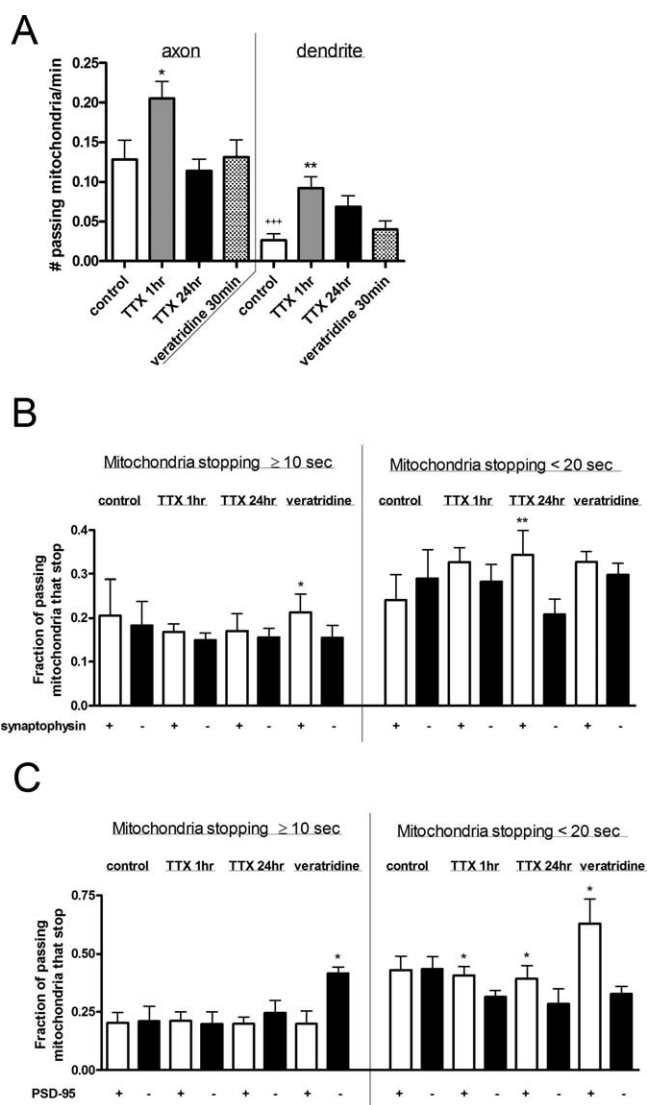 A
axon dendrite
# passing mitochondria/min
0.25
0.20
0.15
0.10
0.05
0.00
*
+++
**
control TTX 1hr TTX 24hr veratridine 30min control TTX 1hr TTX 24hr veratridine 30min
B
Mitochondria stopping ≥ 10 sec Mitochondria stopping < 20 sec
control TTX 1hr TTX 24hr veratridine control TTX 1hr TTX 24hr veratridine
Fraction of passing
mitochondria that stop
0.4
0.3
0.2
0.1
0.0
*
**
synaptophysin + - + - + - + - + - + - + - + -
C
Mitochondria stopping ≥ 10 sec Mitochondria stopping < 20 sec
control TTX 1hr TTX 24hr veratridine control TTX 1hr TTX 24hr veratridine
Fraction of passing
mitochondria that stop
0.75
0.50
0.25
0.00
*
*
*
*
PSD-95 + - + - + - + - + - + - + - + -